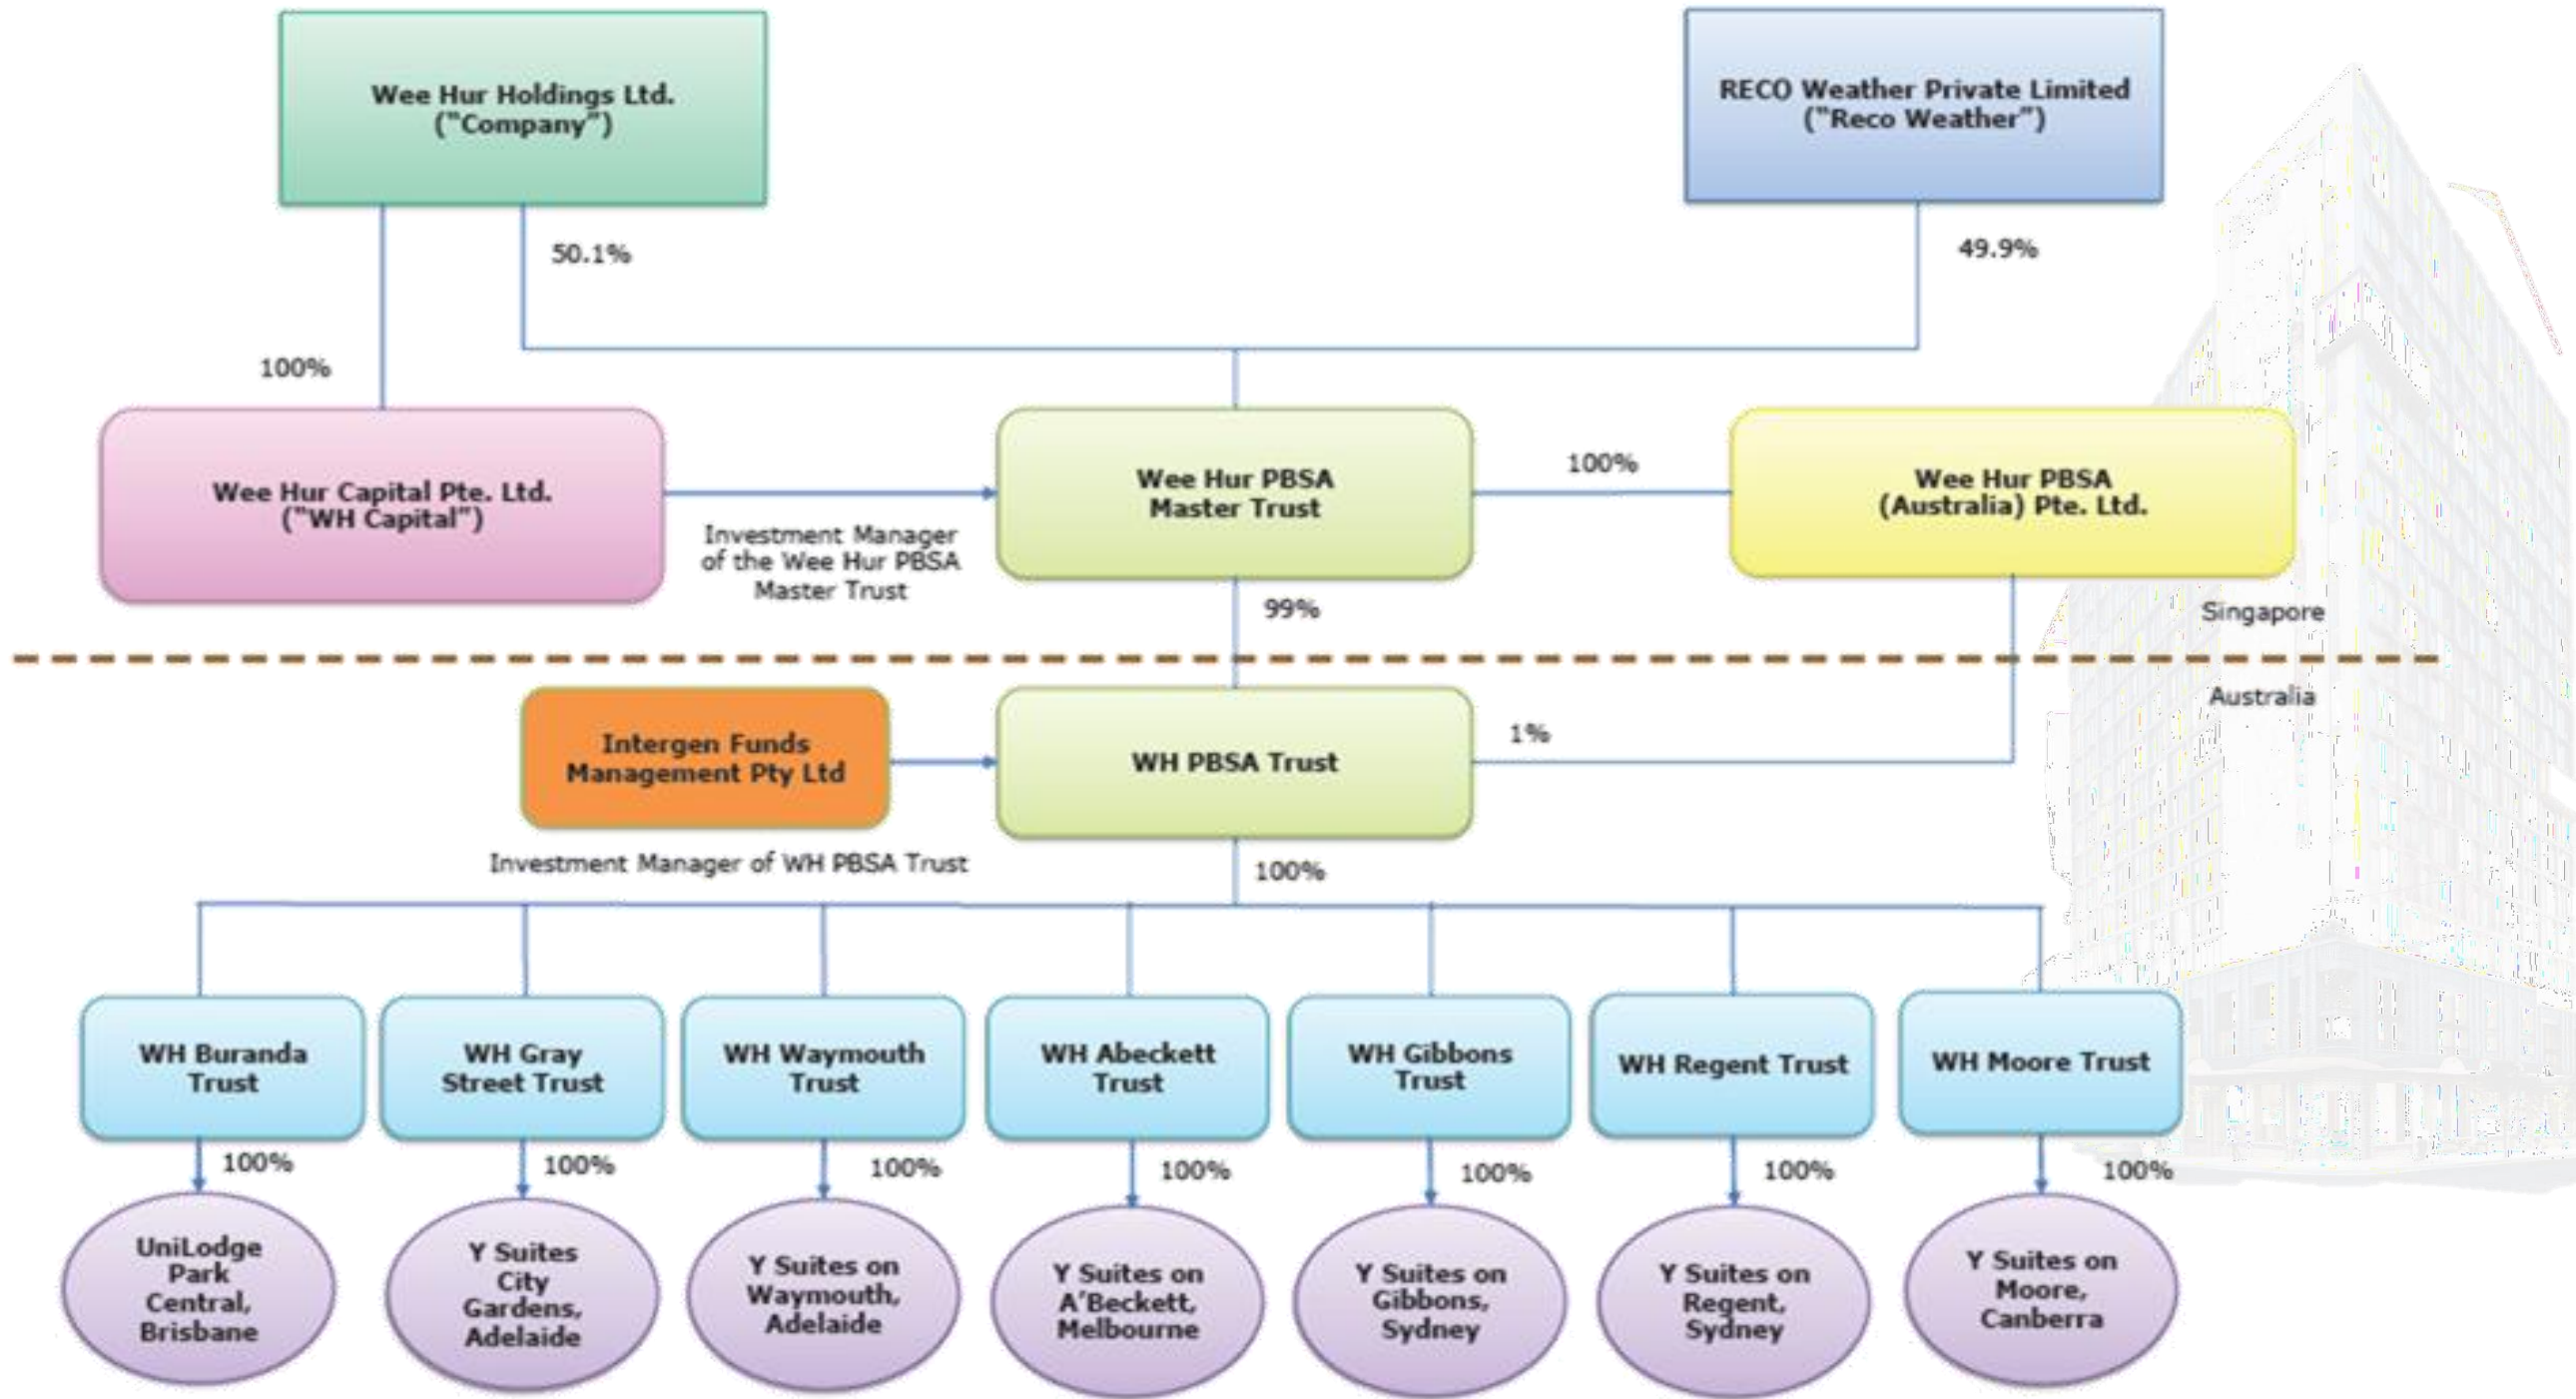 Wee Hur Holdings Ltd.
("Company")
RECO Weather Private Limited
("Reco Weather")
50.1%
49.9%
100%
Wee Hur Capital Pte. Ltd.
("WH Capital")
Investment Manager
of the Wee Hur PBSA
Master Trust
Wee Hur PBSA
Master Trust
100%
Wee Hur PBSA
(Australia) Pte. Ltd.
99%
Singapore
Australia
Intergen Funds
Management Pty Ltd
Investment Manager of WH PBSA Trust
WH PBSA Trust
1%
100%
WH Buranda
Trust
WH Gray
Street Trust
WH Waymouth
Trust
WH Abeckett
Trust
WH Gibbons
Trust
WH Regent Trust
WH Moore Trust
100%
100%
100%
100%
100%
100%
100%
UniLodge
Park
Central,
Brisbane
Y Suites
City
Gardens,
Adelaide
Y Suites on
Waymouth,
Adelaide
Y Suites on
A'Beckett,
Melbourne
Y Suites on
Gibbons,
Sydney
Y Suites on
Regent,
Sydney
Y Suites on
Moore,
Canberra